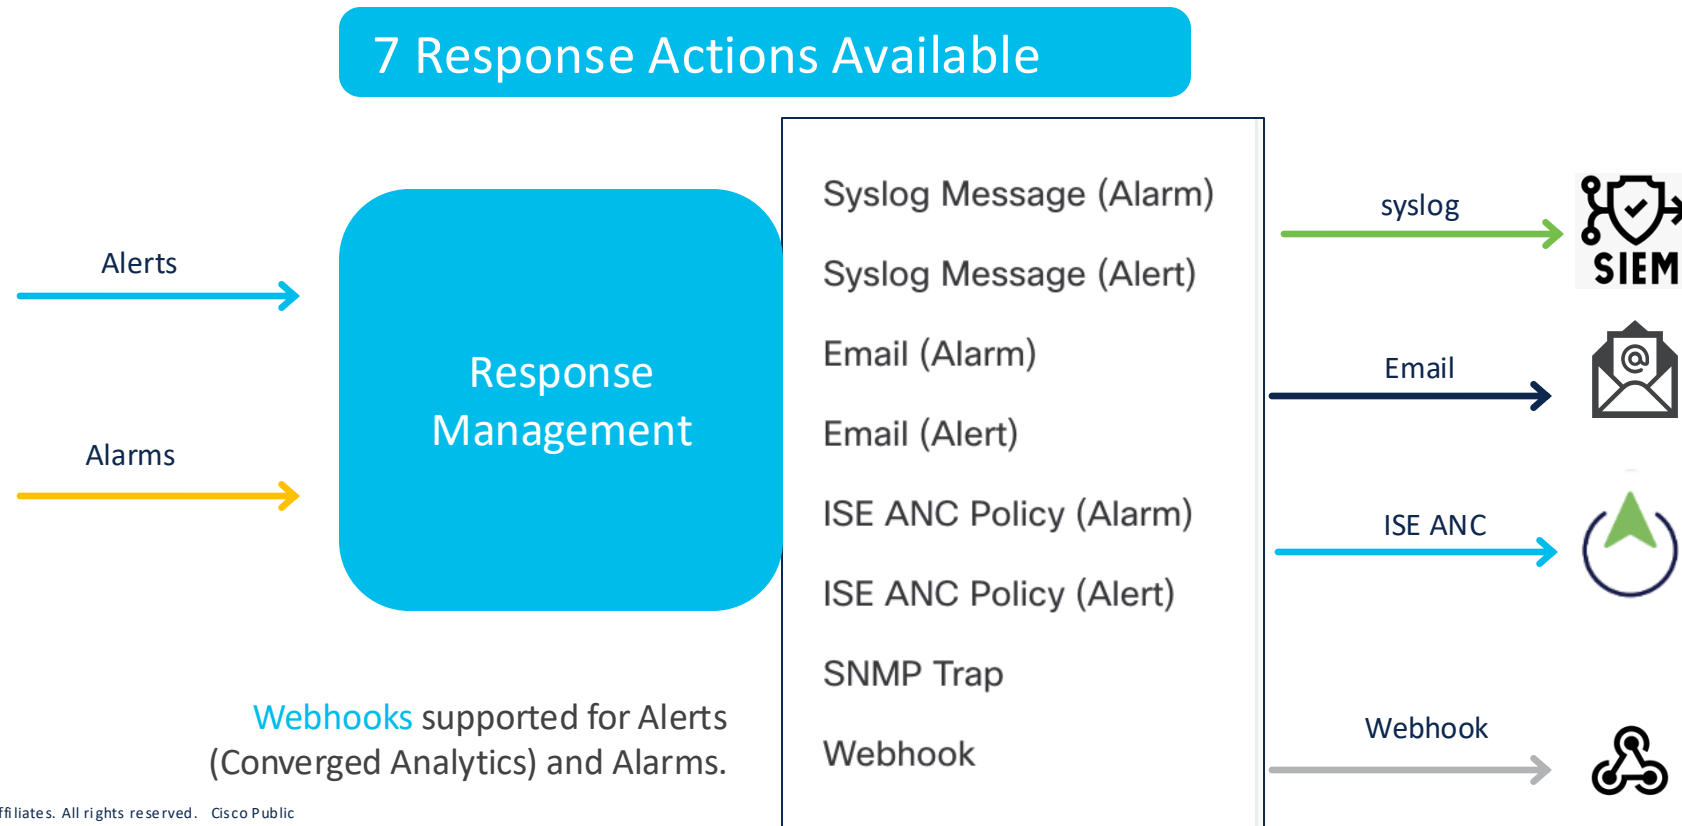 7 Response Actions Available
Alerts
Alarms
Response
Management
Syslog Message (Alarm)
Syslog Message (Alert)
Email (Alarm)
Email (Alert)
ISE ANC Policy (Alarm)
ISE ANC Policy (Alert)
SNMP Trap
Webhook
syslog
SIEM
Email
@
ISE ANC
Webhook
Webhooks supported for Alerts
(Converged Analytics) and Alarms.
ffiliates. All rights reserved. Cisco Public